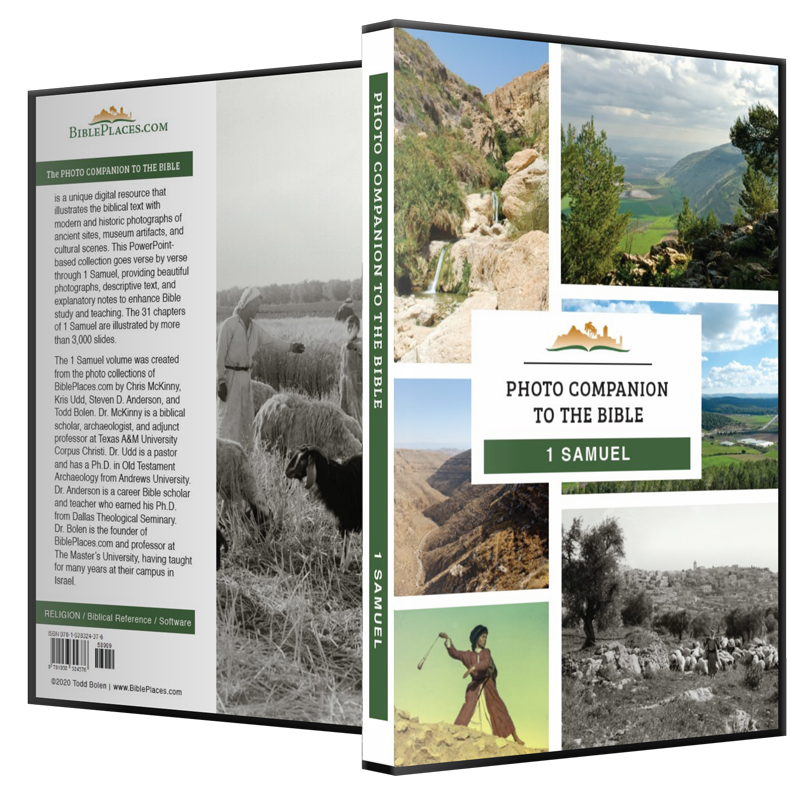 BIBLEPLACES.COM
The PHOTO COMPANION TO THE BIBLE
is a unique digital resource that
illustrates the biblical text with
modern and historic photographs of
ancient sites, museum artifacts, and
cultural scenes. This PowerPoint-
based collection goes verse by verse
through 1 Samuel, providing beautiful
photographs, descriptive text, and
explanatory notes to enhance Bible
study and teaching. The 31 chapters
of 1 Samuel are illustrated by more
than 3,000 slides.
The 1 Samuel volume was created
from the photo collections of
BiblePlaces.com by Chris McKinny,
Kris Udd, Steven D. Anderson, and
Todd Bolen. Dr. McKinny is a biblical
scholar, archaeologist, and adjunct
professor at Texas A&M University
Corpus Christi. Dr. Udd is a pastor
and has a Ph.D. in Old Testament
Archaeology from Andrews University.
Dr. Anderson is a career Bible scholar
and teacher who earned his Ph.D.
from Dallas Theological Seminary.
Dr. Bolen is the founder of
BiblePlaces.com and professor at
The Master's University, having taught
for many years at their campus in
Israel.
RELIGION / Biblical Reference / Software
©2020 Todd Bolen | www.BiblePlaces.com
PHOTO COMPANION TO THE BIBLE 1 SAMUEL
PHOTO COMPANION
TO THE BIBLE
1 SAMUEL